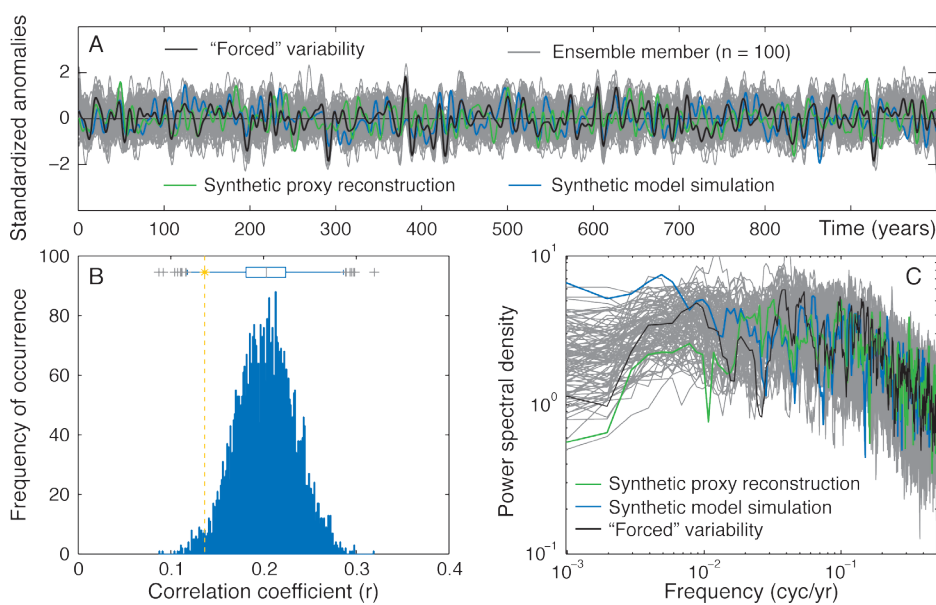 A
“Forced” variability
Ensemble member (n = 100)
Standardized anomalies
2
0
−2
Synthetic proxy reconstruction
Synthetic model simulation
0 100 200 300 400 500 600 700 800 Time (years)
B
Frequency of occurrence
100
80
60
40
20
0
0 0.1 0.2 0.3 0.4
Correlation coefficient (r)
C
Power spectral density
10^1
10^0
10^−1
Synthetic proxy reconstruction
Synthetic model simulation
“Forced” variability
10^−3 10^−2 10^−1
Frequency (cyc/yr)